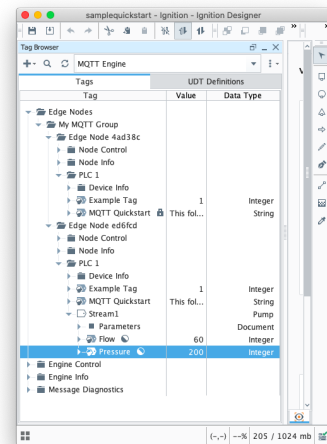 samplequickstart - Ignition - Ignition Designer
Tag Browser
MQTT Engine
Tags UDT Definitions
Tag Value Data Type
Edge Nodes
My MQTT Group
Edge Node 4ad38c
Node Control
Node Info
PLC 1
Device Info
Example Tag 1 Integer
MQTT Quickstart This fol... String
Edge Node ed6fcd
Node Control
Node Info
PLC 1
Device Info
Example Tag 1 Integer
MQTT Quickstart This fol... String
Stream1 Pump
Parameters Document
Flow 60 Integer
Pressure 200 Integer
Engine Control
Engine Info
Message Diagnostics
(-,-) --% 205 / 1024 mb